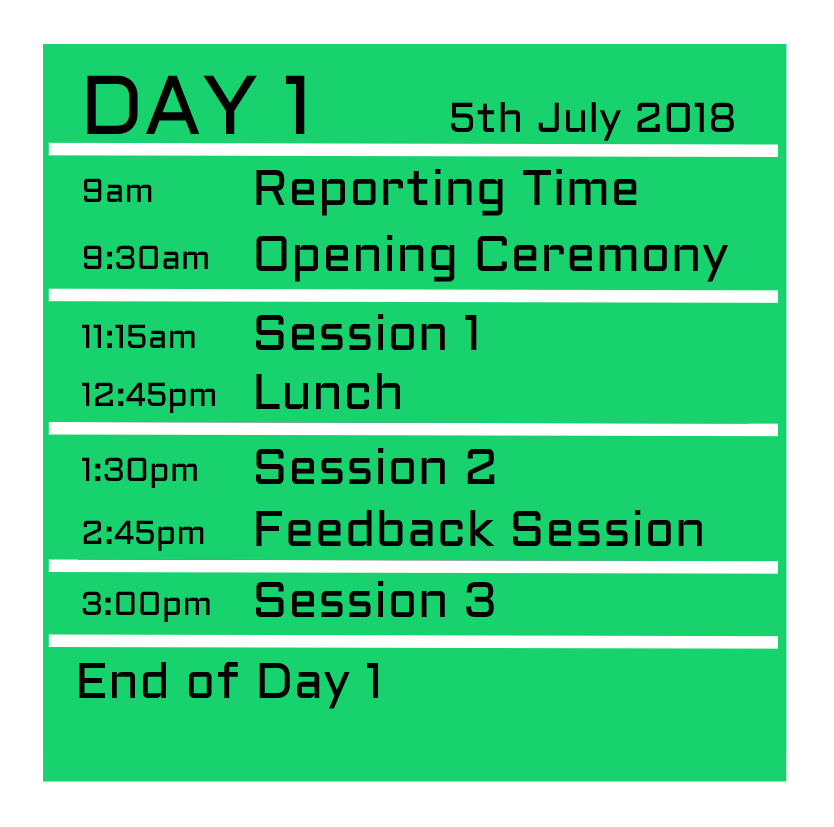 DAY 1 5th July 2018
9am Reporting Time
9:30am Opening Ceremony
11:15am Session 1
12:45pm Lunch
1:30pm Session 2
2:45pm Feedback Session
3:00pm Session 3
End of Day 1